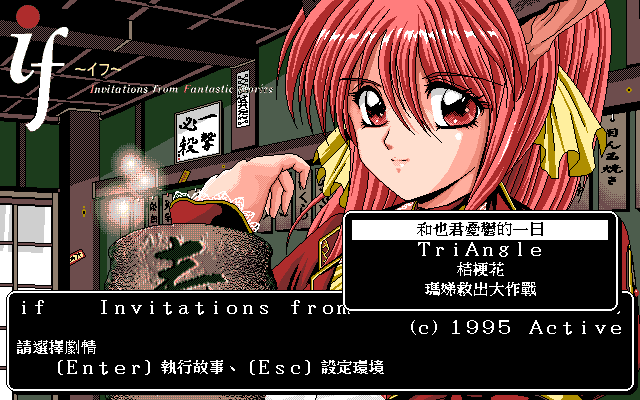 if
～イフ～
Invitations From Fantastic Stories
一撃
必殺
和也君憂鬱的一日
TriAngle
桔梗花
瑪娣救出大作戰
if Invitations from
(c) 1995 Active
請選擇劇情
〔Enter〕執行故事、〔Esc〕設定環境